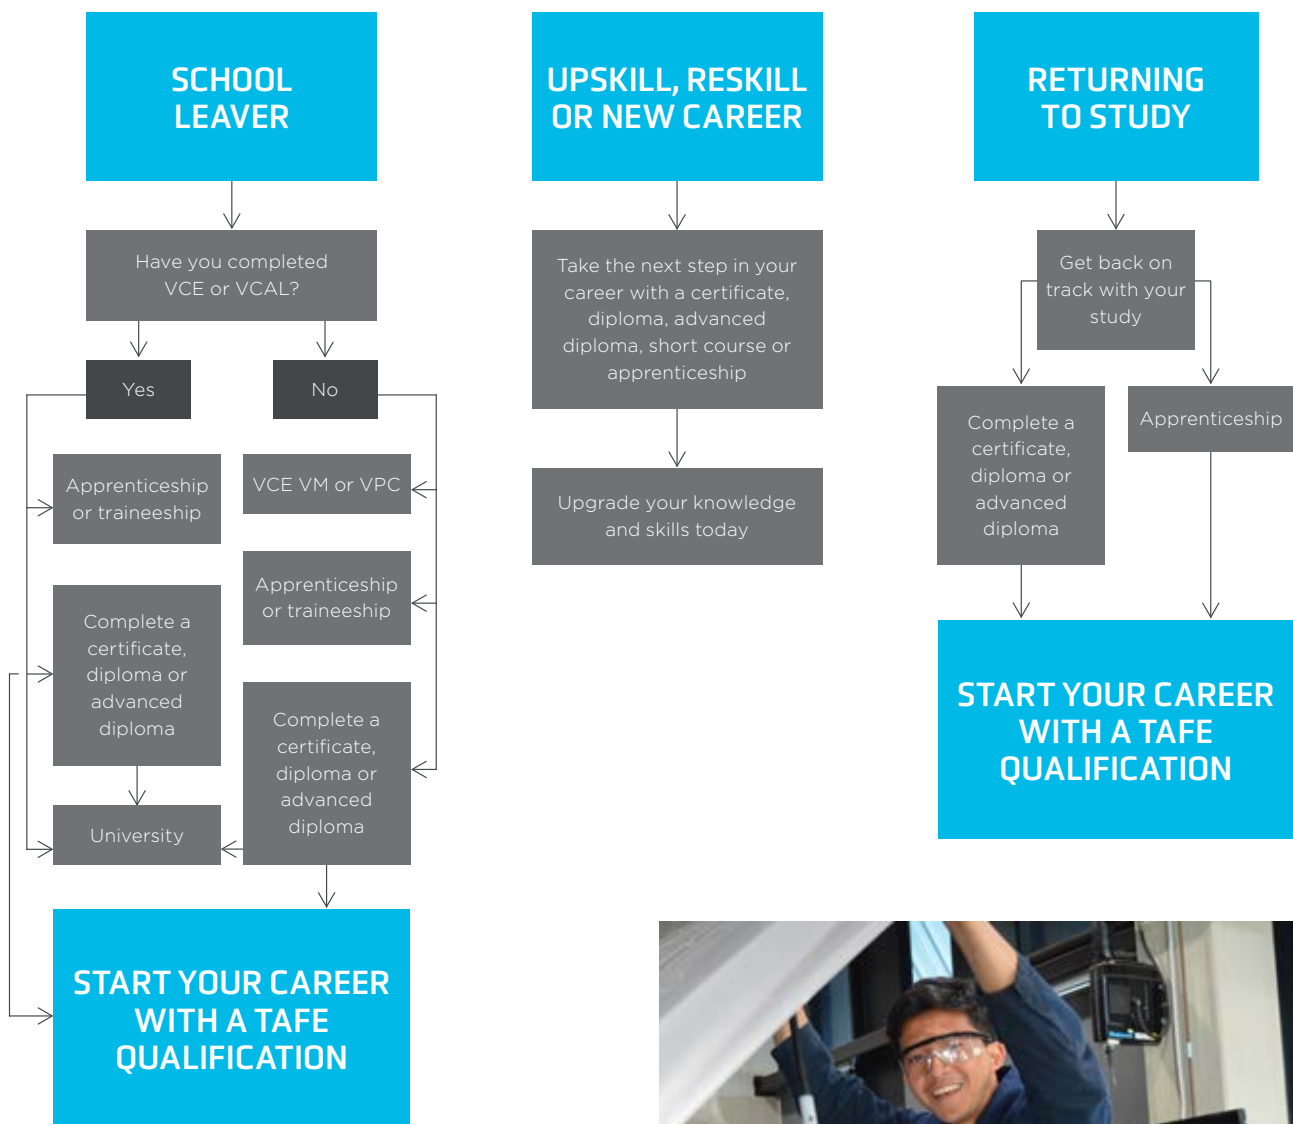 SCHOOL
LEAVER
Have you completed
VCE or VCAL?
Yes
No
Apprenticeship
or traineeship
VCE VM or VPC
Apprenticeship
or traineeship
Complete a
certificate,
diploma or
advanced
diploma
Complete a
certificate,
diploma or
advanced
diploma
University
START YOUR CAREER
WITH A TAFE
QUALIFICATION
UPSKILL, RESKILL
OR NEW CAREER
Take the next step in your
career with a certificate,
diploma, advanced
diploma, short course or
apprenticeship
Upgrade your knowledge
and skills today
RETURNING
TO STUDY
Get back on
track with your
study
Complete a
certificate,
diploma or
advanced
diploma
Apprenticeship
START YOUR CAREER
WITH A TAFE
QUALIFICATION